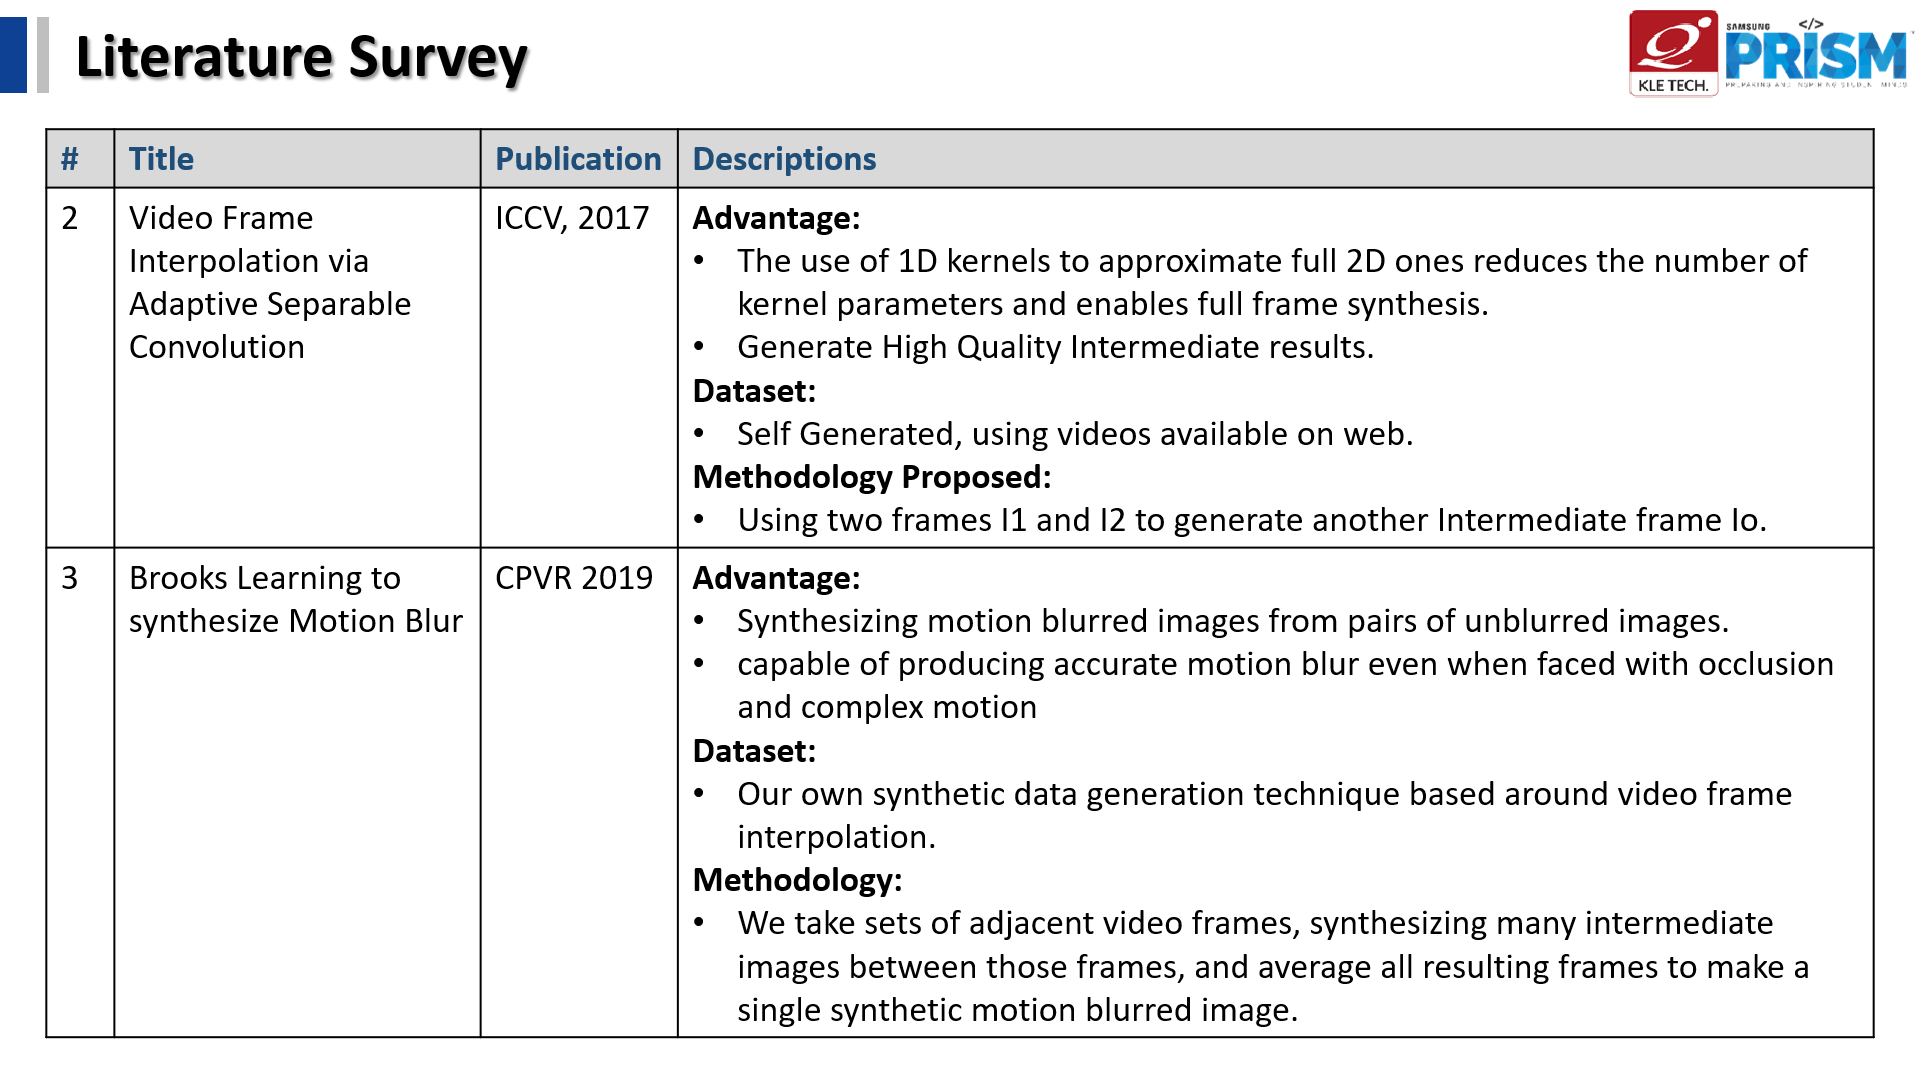 Literature Survey
KLE TECH.
SAMSUNG </>
PRISM
PREPARING AND INSPIRING STUDENT MINDS
# Title Publication Descriptions
2 Video Frame ICCV, 2017 Advantage:
Interpolation via • The use of 1D kernels to approximate full 2D ones reduces the number of
Adaptive Separable kernel parameters and enables full frame synthesis.
Convolution • Generate High Quality Intermediate results.
Dataset:
• Self Generated, using videos available on web.
Methodology Proposed:
• Using two frames I1 and I2 to generate another Intermediate frame Io.
3 Brooks Learning to CPVR 2019 Advantage:
synthesize Motion Blur • Synthesizing motion blurred images from pairs of unblurred images.
• capable of producing accurate motion blur even when faced with occlusion
and complex motion
Dataset:
• Our own synthetic data generation technique based around video frame
interpolation.
Methodology:
• We take sets of adjacent video frames, synthesizing many intermediate
images between those frames, and average all resulting frames to make a
single synthetic motion blurred image.